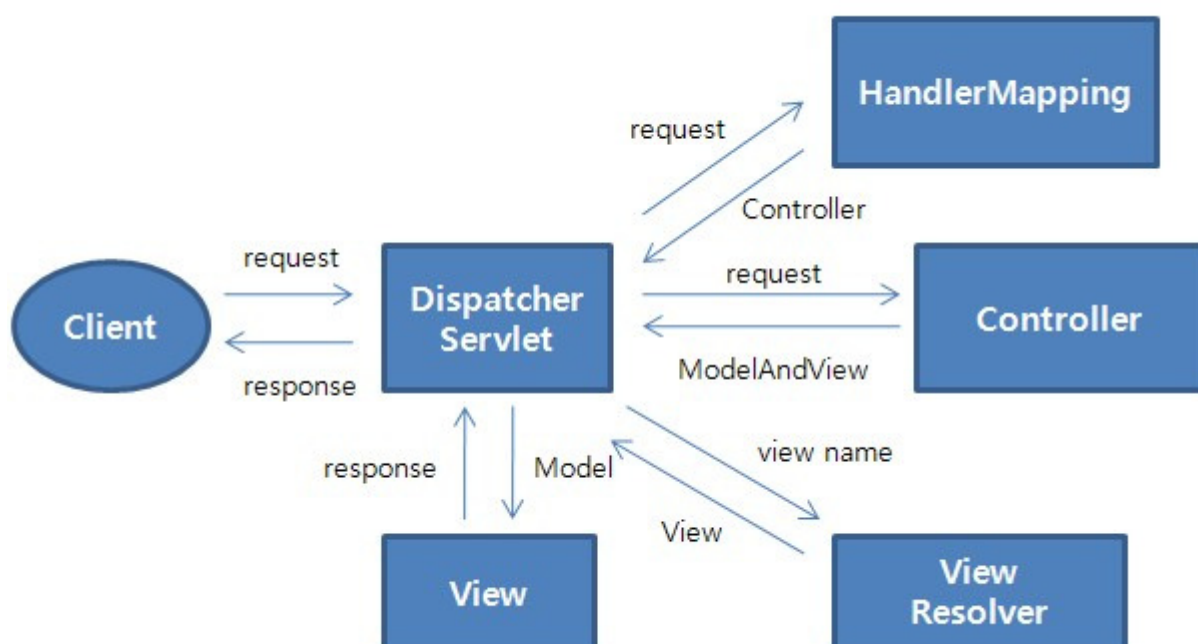 HandlerMapping
request
Controller
request
request
Dispatcher
Servlet
Client
Controller
response
ModelAndView
response
Model
view name
View
View
View
Resolver